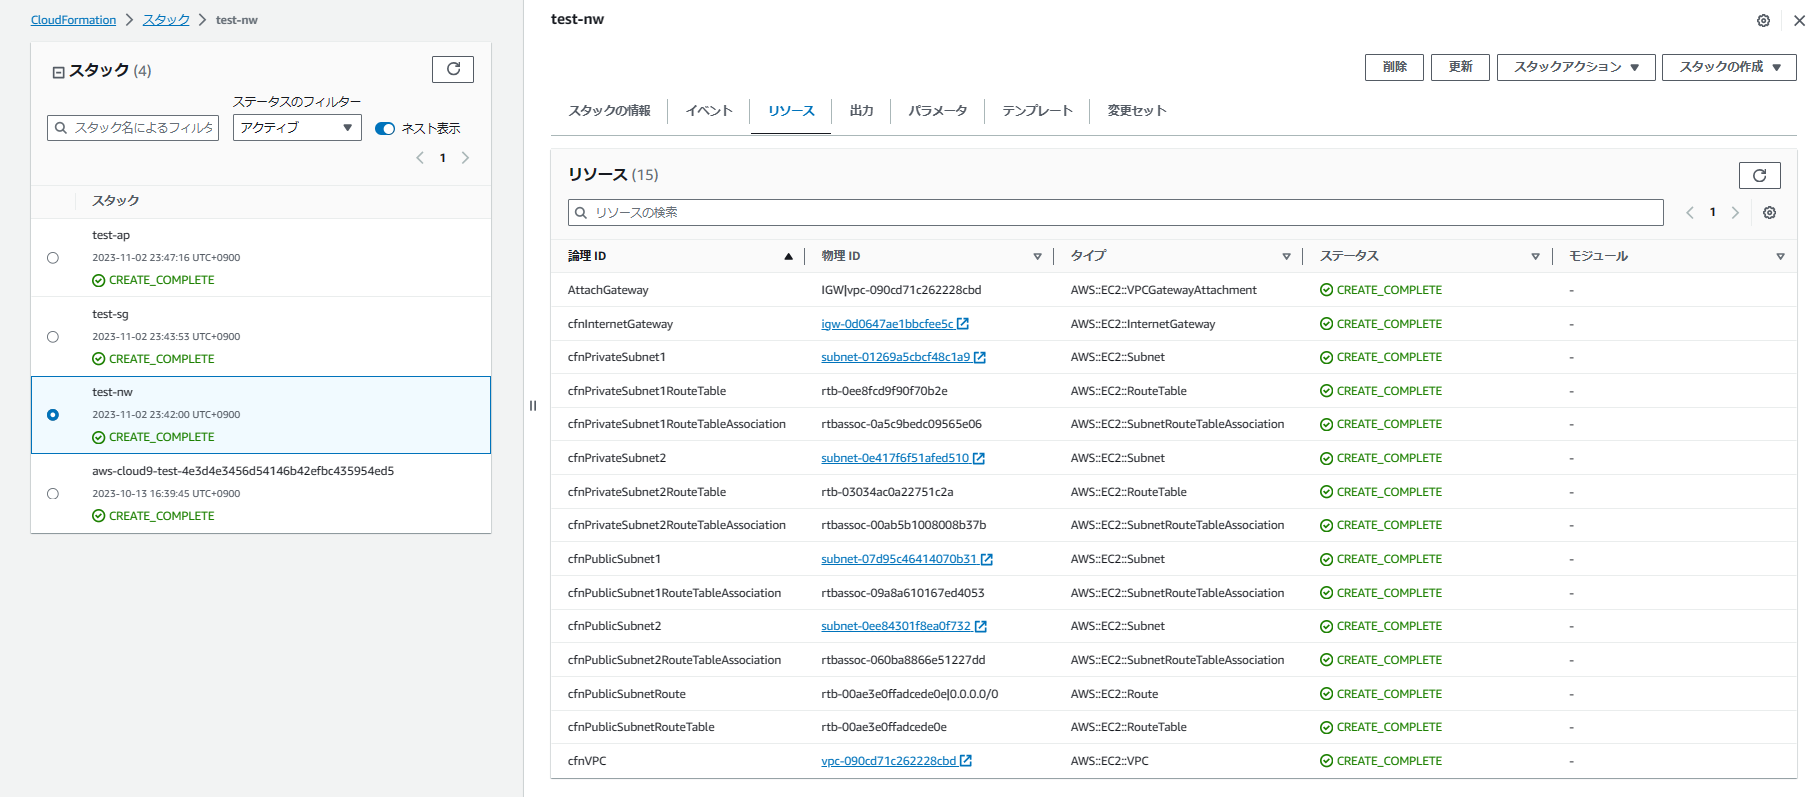 CloudFormation > スタック > test-nw
スタック (4)
ステータスのフィルター
スタック名によるフィルタ
アクティブ
ネスト表示
1
スタック
test-ap
2023-11-02 23:47:16 UTC+0900
CREATE_COMPLETE
test-sg
2023-11-02 23:43:53 UTC+0900
CREATE_COMPLETE
test-nw
2023-11-02 23:42:00 UTC+0900
CREATE_COMPLETE
aws-cloud9-test-4e3d4e3456d54146b42efbc435954ed5
2023-10-13 16:39:45 UTC+0900
CREATE_COMPLETE
test-nw
削除 更新 スタックアクション スタックの作成
スタックの情報 イベント リソース 出力 パラメータ テンプレート 変更セット
リソース (15)
リソースの検索
1
論理 ID 物理 ID タイプ ステータス モジュール
AttachGateway IGW|vpc-090cd71c262228cbd AWS::EC2::VPCGatewayAttachment CREATE_COMPLETE -
cfnInternetGateway igw-0d0647ae1bbcfee5c AWS::EC2::InternetGateway CREATE_COMPLETE -
cfnPrivateSubnet1 subnet-01269a5cbcf48c1a9 AWS::EC2::Subnet CREATE_COMPLETE -
cfnPrivateSubnet1RouteTable rtb-0ee8fcd9f90f70b2e AWS::EC2::RouteTable CREATE_COMPLETE -
cfnPrivateSubnet1RouteTableAssociation rtbassoc-0a5c9bedc09565e06 AWS::EC2::SubnetRouteTableAssociation CREATE_COMPLETE -
cfnPrivateSubnet2 subnet-0e417f6f51afed510 AWS::EC2::Subnet CREATE_COMPLETE -
cfnPrivateSubnet2RouteTable rtb-03034ac0a22751c2a AWS::EC2::RouteTable CREATE_COMPLETE -
cfnPrivateSubnet2RouteTableAssociation rtbassoc-00ab5b1008008b37b AWS::EC2::SubnetRouteTableAssociation CREATE_COMPLETE -
cfnPublicSubnet1 subnet-07d95c46414070b31 AWS::EC2::Subnet CREATE_COMPLETE -
cfnPublicSubnet1RouteTableAssociation rtbassoc-09a8a610167ed4053 AWS::EC2::SubnetRouteTableAssociation CREATE_COMPLETE -
cfnPublicSubnet2 subnet-0ee84301f8ea0f732 AWS::EC2::Subnet CREATE_COMPLETE -
cfnPublicSubnet2RouteTableAssociation rtbassoc-060ba8866e51227dd AWS::EC2::SubnetRouteTableAssociation CREATE_COMPLETE -
cfnPublicSubnetRoute rtb-00ae3e0ffadcede0e|0.0.0.0/0 AWS::EC2::Route CREATE_COMPLETE -
cfnPublicSubnetRouteTable rtb-00ae3e0ffadcede0e AWS::EC2::RouteTable CREATE_COMPLETE -
cfnVPC vpc-090cd71c262228cbd AWS::EC2::VPC CREATE_COMPLETE -